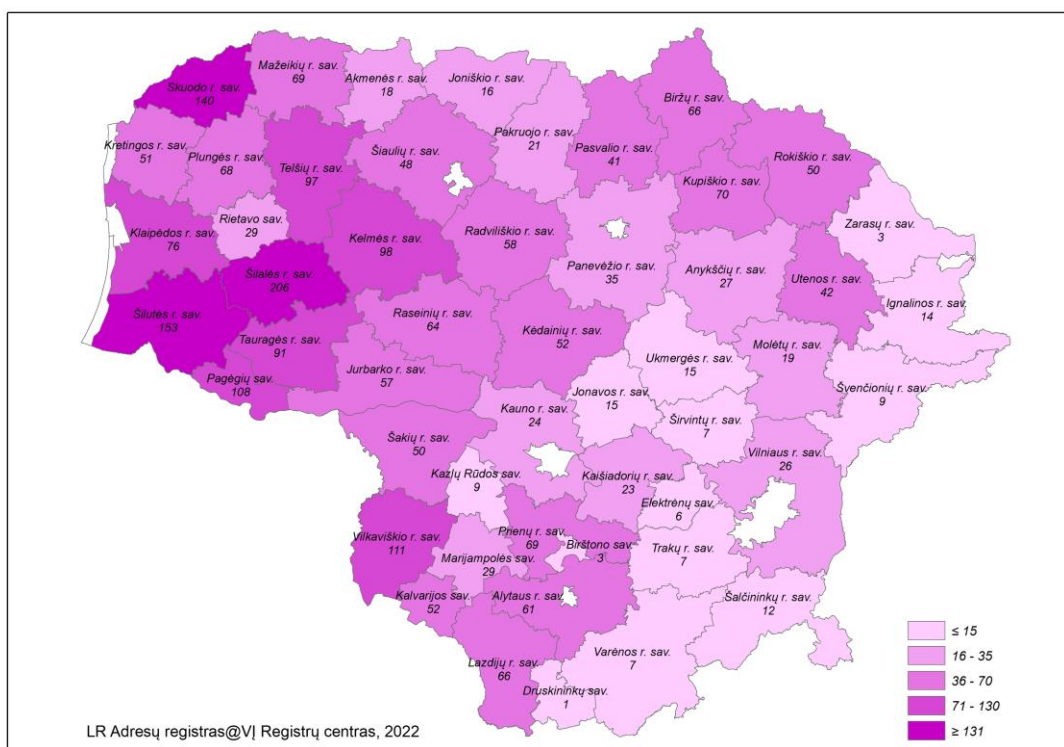 Skuodo r. sav.
140
Mažeikių r. sav.
69
Akmenės r. sav.
18
Joniškio r. sav.
16
Pakruojo r. sav.
21
Pasvalio r. sav.
41
Biržų r. sav.
66
Rokiškio r. sav.
50
Kretingos r. sav.
51
Plungės r. sav.
68
Telšių r. sav.
97
Šiaulių r. sav.
48
Kupiškio r. sav.
70
Zarasų r. sav.
3
Rietavo sav.
29
Klaipėdos r. sav.
76
Kelmės r. sav.
98
Radviliškio r. sav.
58
Panevėžio r. sav.
35
Anykščių r. sav.
27
Utenos r. sav.
42
Ignalinos r. sav.
14
Šilalės r. sav.
206
Šilutės r. sav.
153
Tauragės r. sav.
91
Raseinių r. sav.
64
Kėdainių r. sav.
52
Ukmergės r. sav.
15
Molėtų r. sav.
19
Švenčionių r. sav.
9
Pagėgių sav.
108
Jurbarko r. sav.
57
Jonavos r. sav.
15
Kauno r. sav.
24
Širvintų r. sav.
7
Šakių r. sav.
50
Vilniaus r. sav.
26
Kazlų Rūdos sav.
9
Kaišiadorių r. sav.
23
Elektrėnų sav.
6
Vilkaviškio r. sav.
111
Prienų r. sav.
69
Birštono sav.
3
Trakų r. sav.
7
Marijampolės sav.
29
Kalvarijos sav.
52
Alytaus r. sav.
61
Šalčininkų r. sav.
12
Lazdijų r. sav.
66
Varėnos r. sav.
7
Druskininkų sav.
1
≤ 15
16 - 35
36 - 70
71 - 130
≥ 131
LR Adresų registras@VĮ Registrų centras, 2022